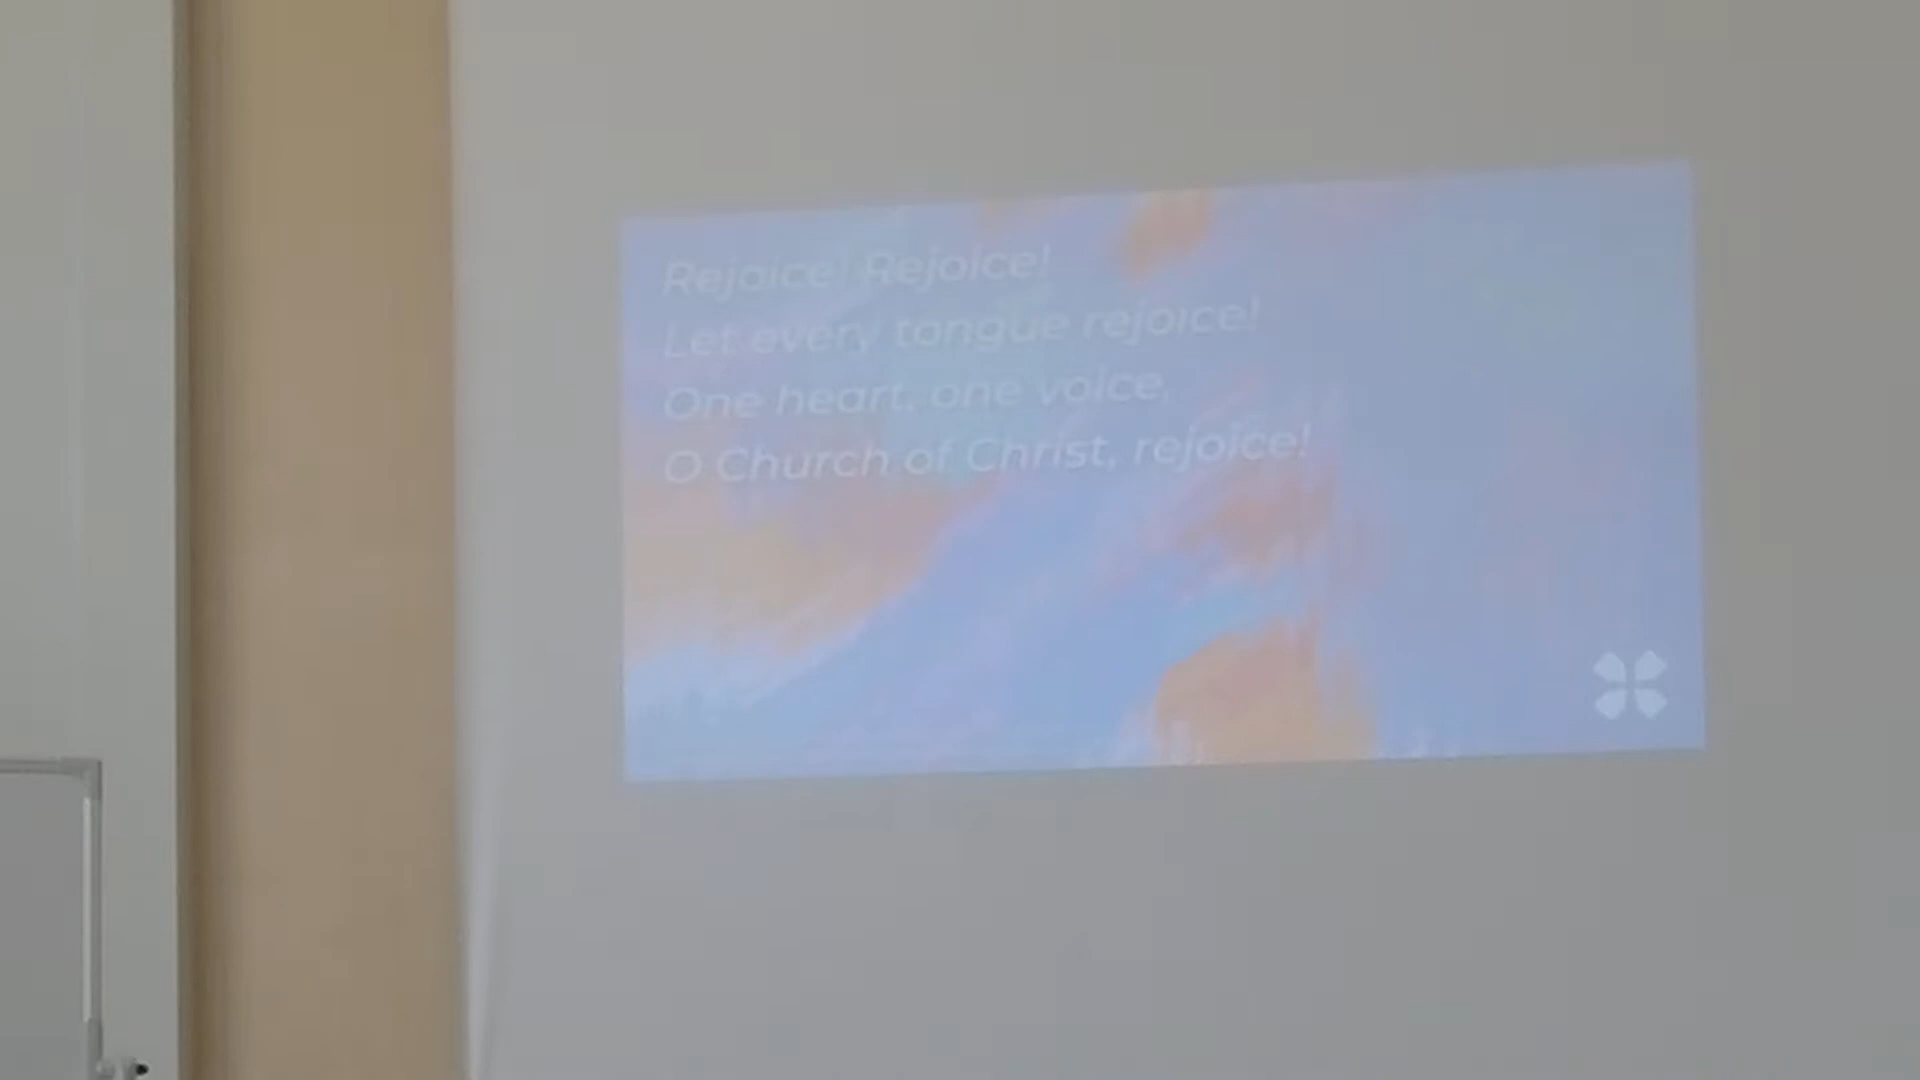 Rejoice! Rejoice!
Let every tongue rejoice!
One heart, one voice,
O Church of Christ, rejoice!